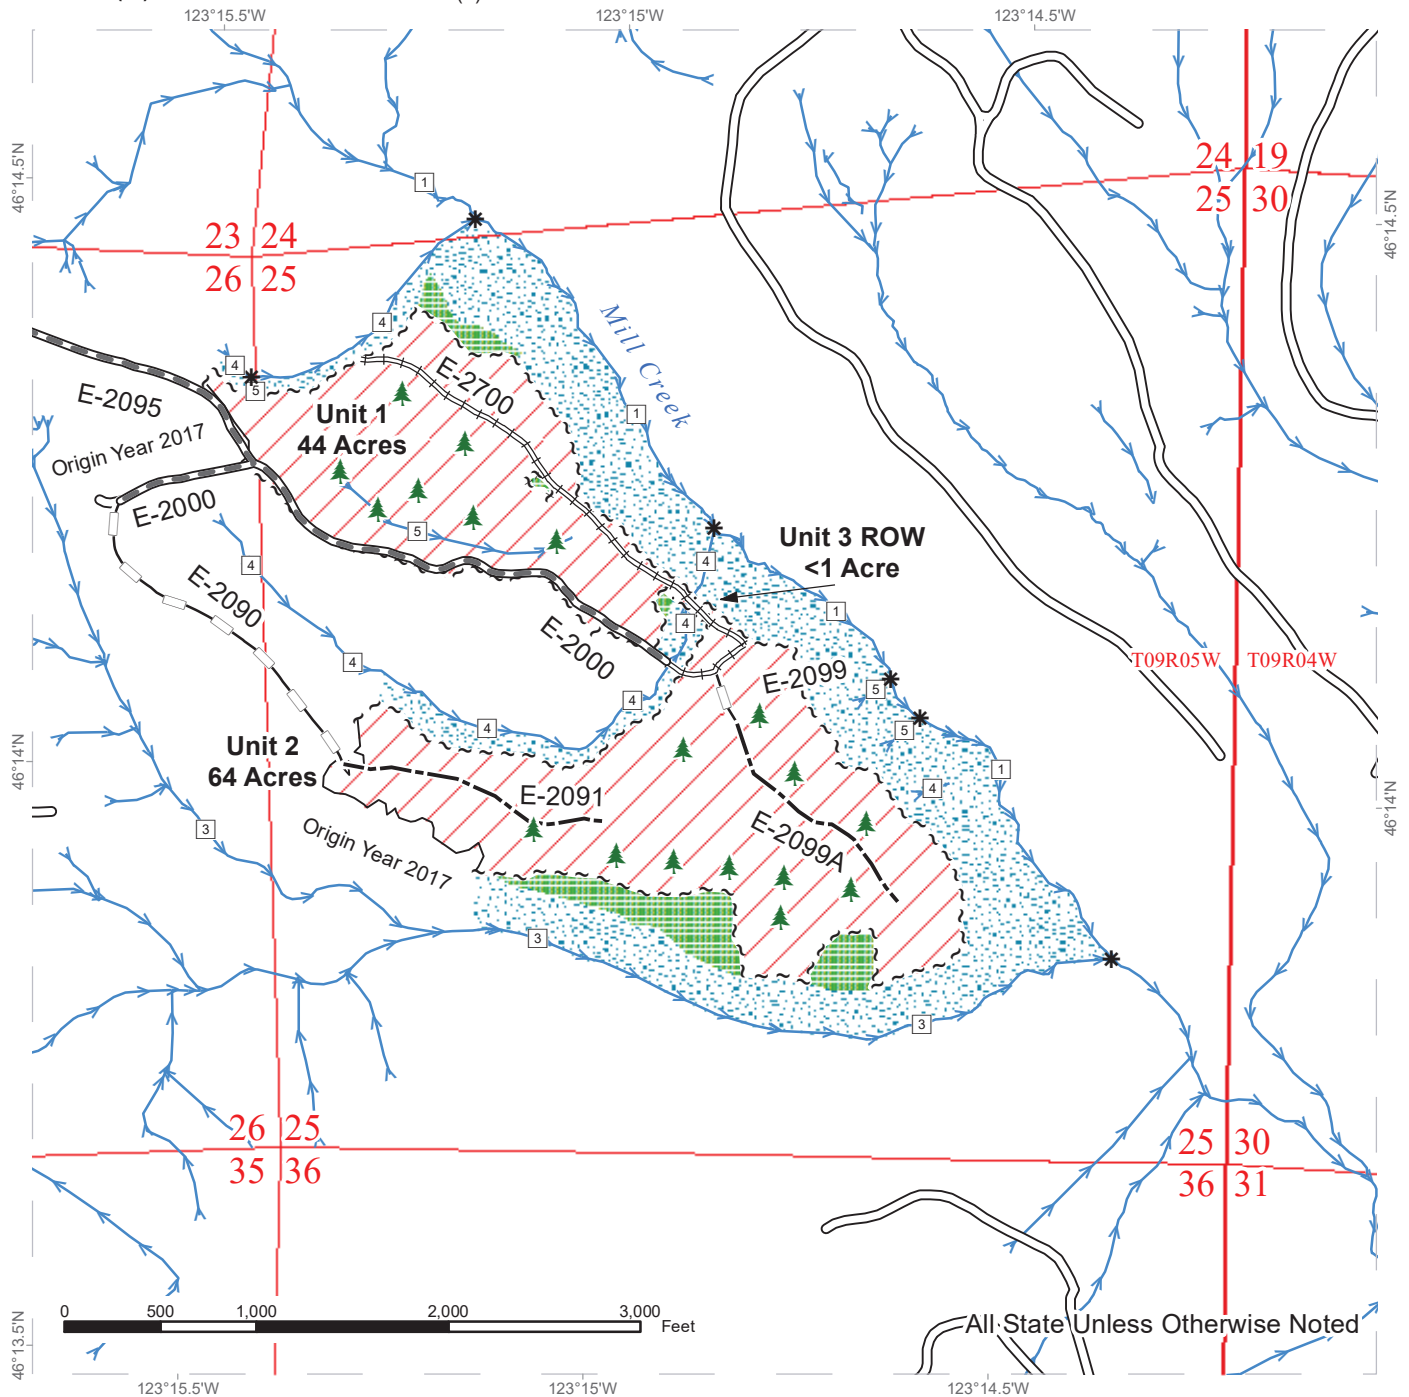 123°15.5'W
123°15'W
123°14.5'W
46°14.5'N
46°14.5'N
24 19
25 30
1
23 24
26 25
Mill Creek
4
4
5
E-2700
E-2095
Unit 1
44 Acres
1
Origin Year 2017
E-2000
5
4
4
Unit 3 ROW
<1 Acre
E-2090
1
4
E-2000
4
T09R05W
T09R04W
E-2099
5
4
4
5
Unit 2
64 Acres
46°14'N
46°14'N
1
4
E-2091
3
Origin Year 2017
E-2099A
3
3
26 25
35 36
25 30
36 31
0
500
1,000
2,000
3,000
Feet
All State Unless Otherwise Noted
46°13.5'N
123°15.5'W
123°15'W
123°14.5'W